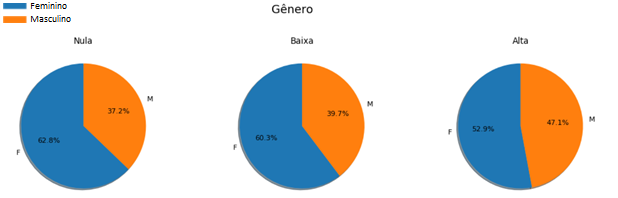 Feminino
Masculino
Gênero
Nula
Baixa
Alta
37.2%
M
62.8%
F
39.7%
M
60.3%
F
47.1%
M
52.9%
F